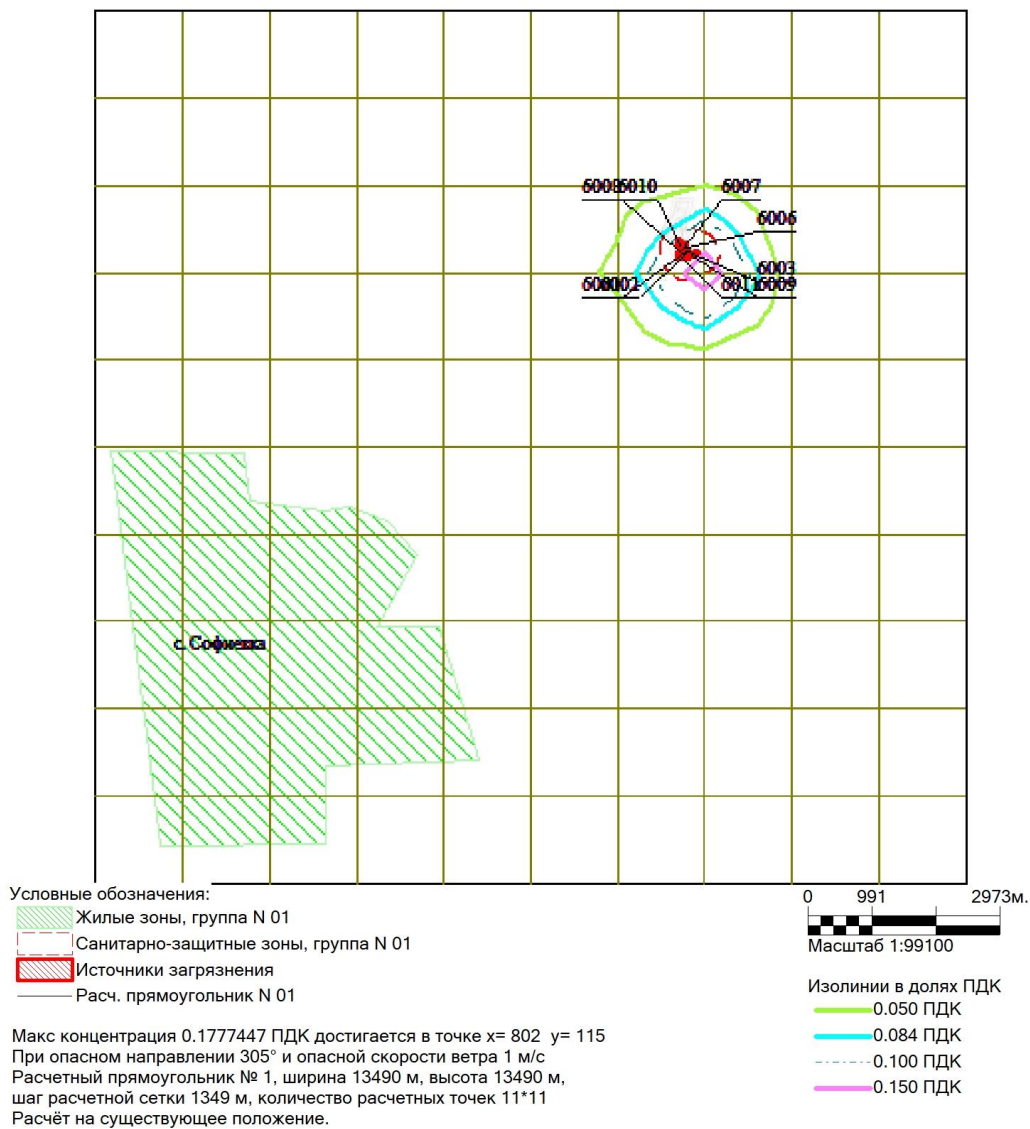 6010
6007
6006
6003
6009
с. Софиевка
Условные обозначения:
Жилые зоны, группа N 01
Санитарно-защитные зоны, группа N 01
Источники загрязнения
Расч. прямоугольник N 01
0 991 2973м.
Масштаб 1:99100
Изолинии в долях ПДК
0.050 ПДК
0.084 ПДК
0.100 ПДК
0.150 ПДК
Макс концентрация 0.1777447 ПДК достигается в точке x= 802 y= 115
При опасном направлении 305° и опасной скорости ветра 1 м/с
Расчетный прямоугольник № 1, ширина 13490 м, высота 13490 м,
шаг расчетной сетки 1349 м, количество расчетных точек 11*11
Расчёт на существующее положение.